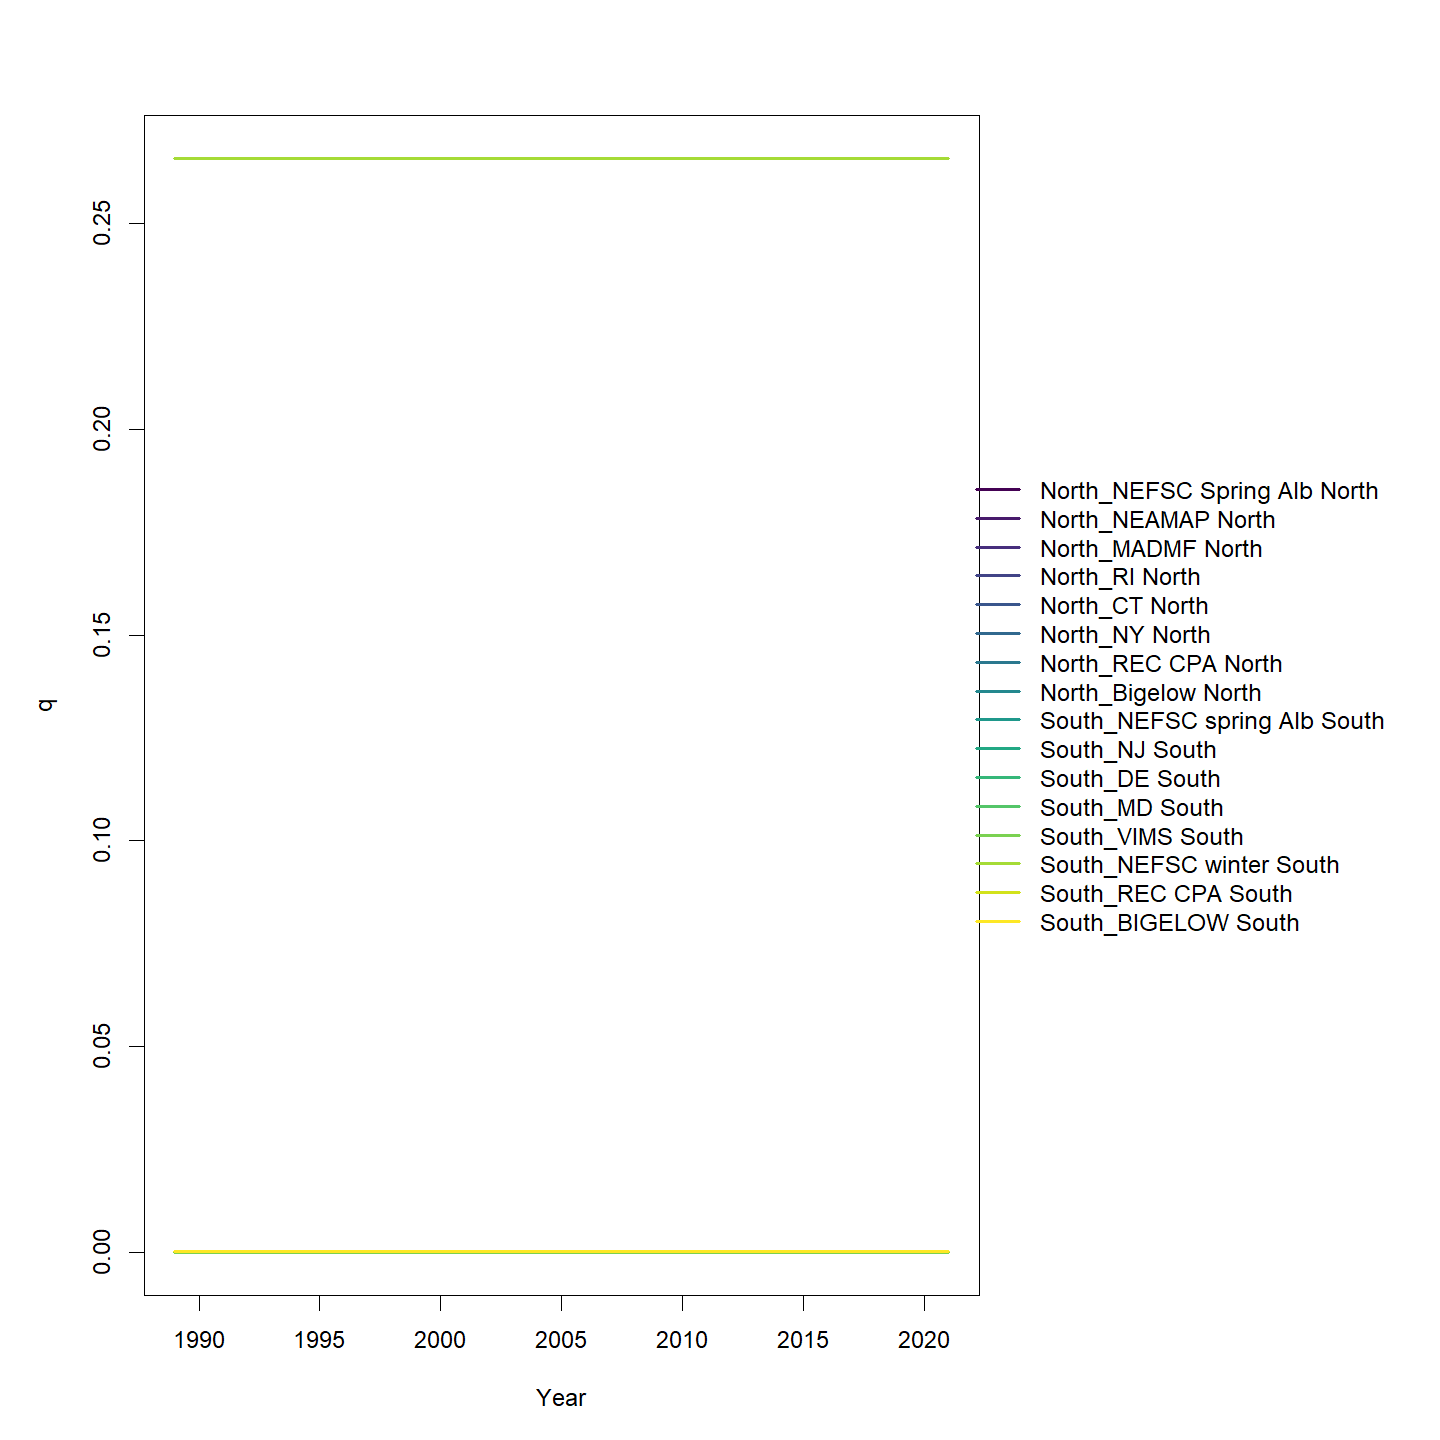 0.25
0.20
0.15
0.10
0.05
0.00
q
1990
1995
2000
2005
2010
2015
2020
Year
North_NEFSC Spring Alb North
North_NEAMAP North
North_MADMF North
North_RI North
North_CT North
North_NY North
North_REC CPA North
North_Bigelow North
South_NEFSC spring Alb South
South_NJ South
South_DE South
South_MD South
South_VIMS South
South_NEFSC winter South
South_REC CPA South
South_BIGELOW South